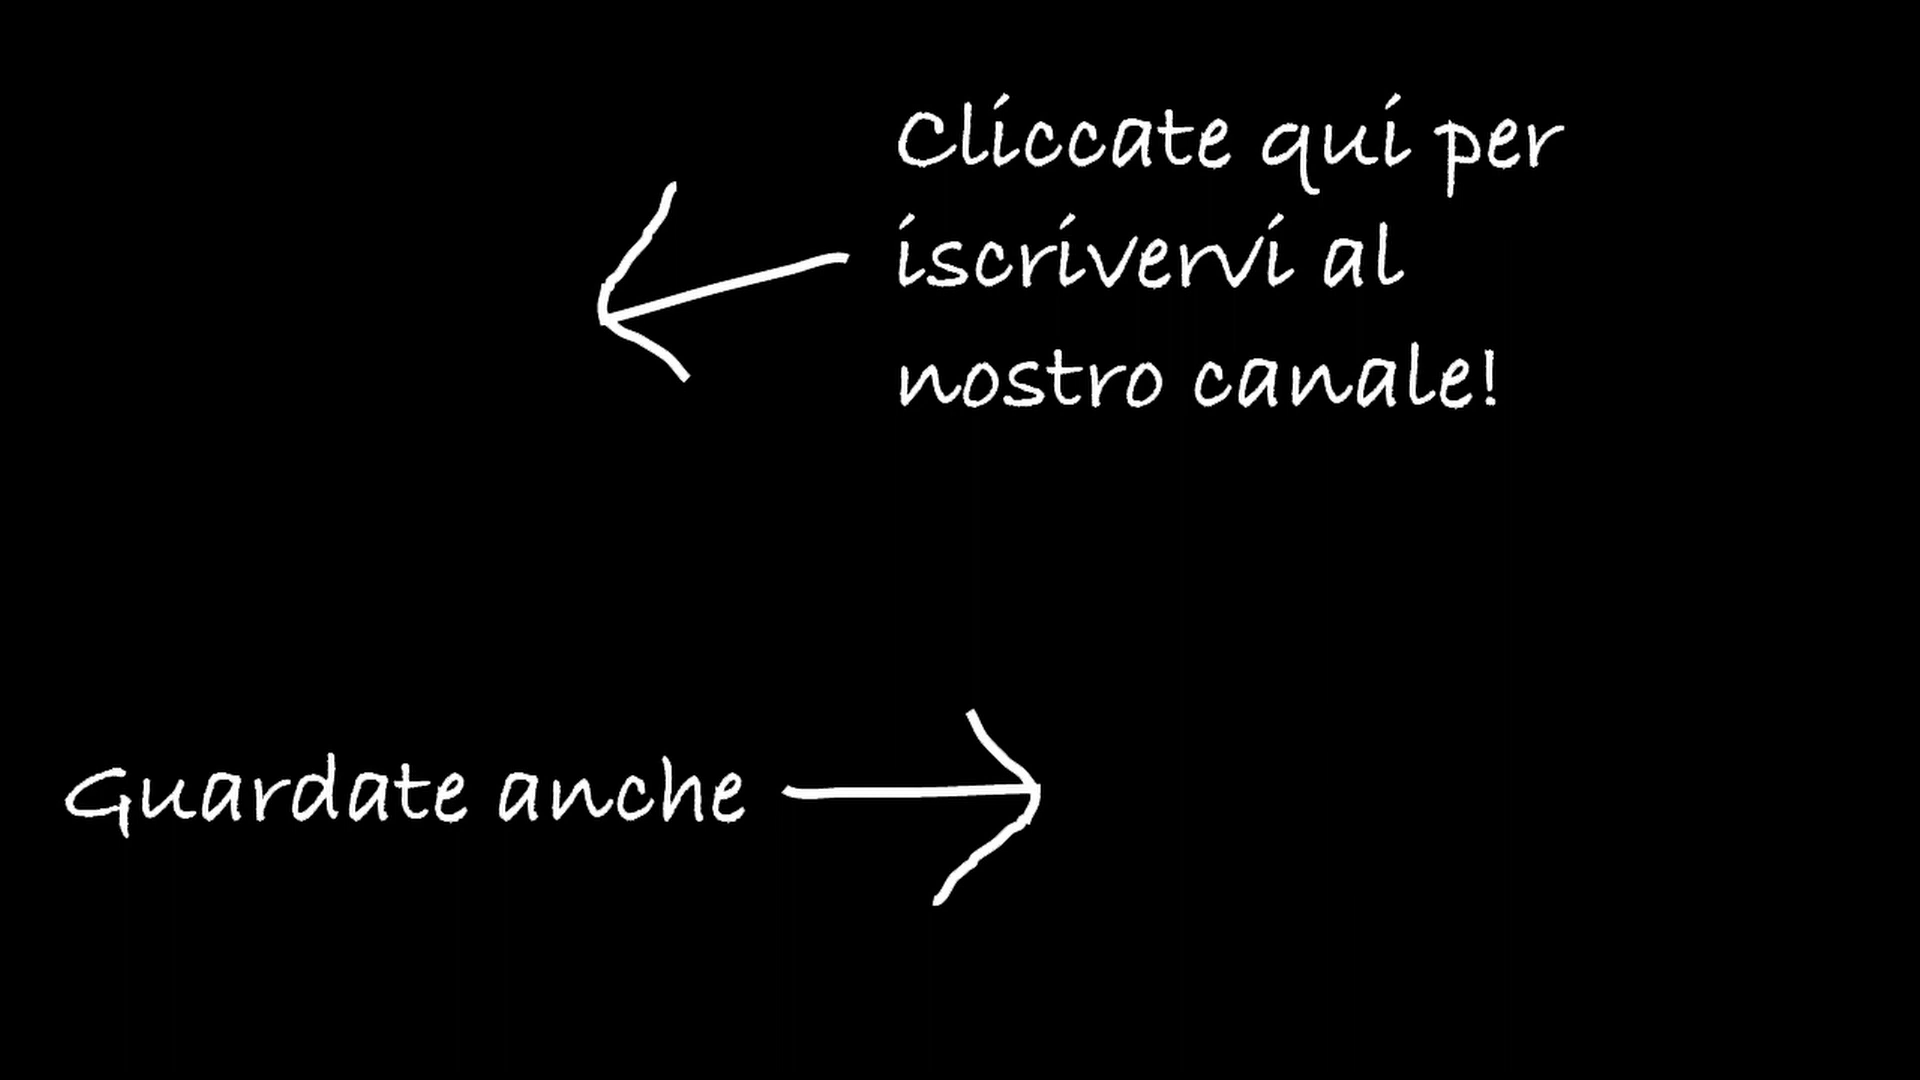 Cliccate qui per
iscrivervi al
nostro canale!
Guardate anche